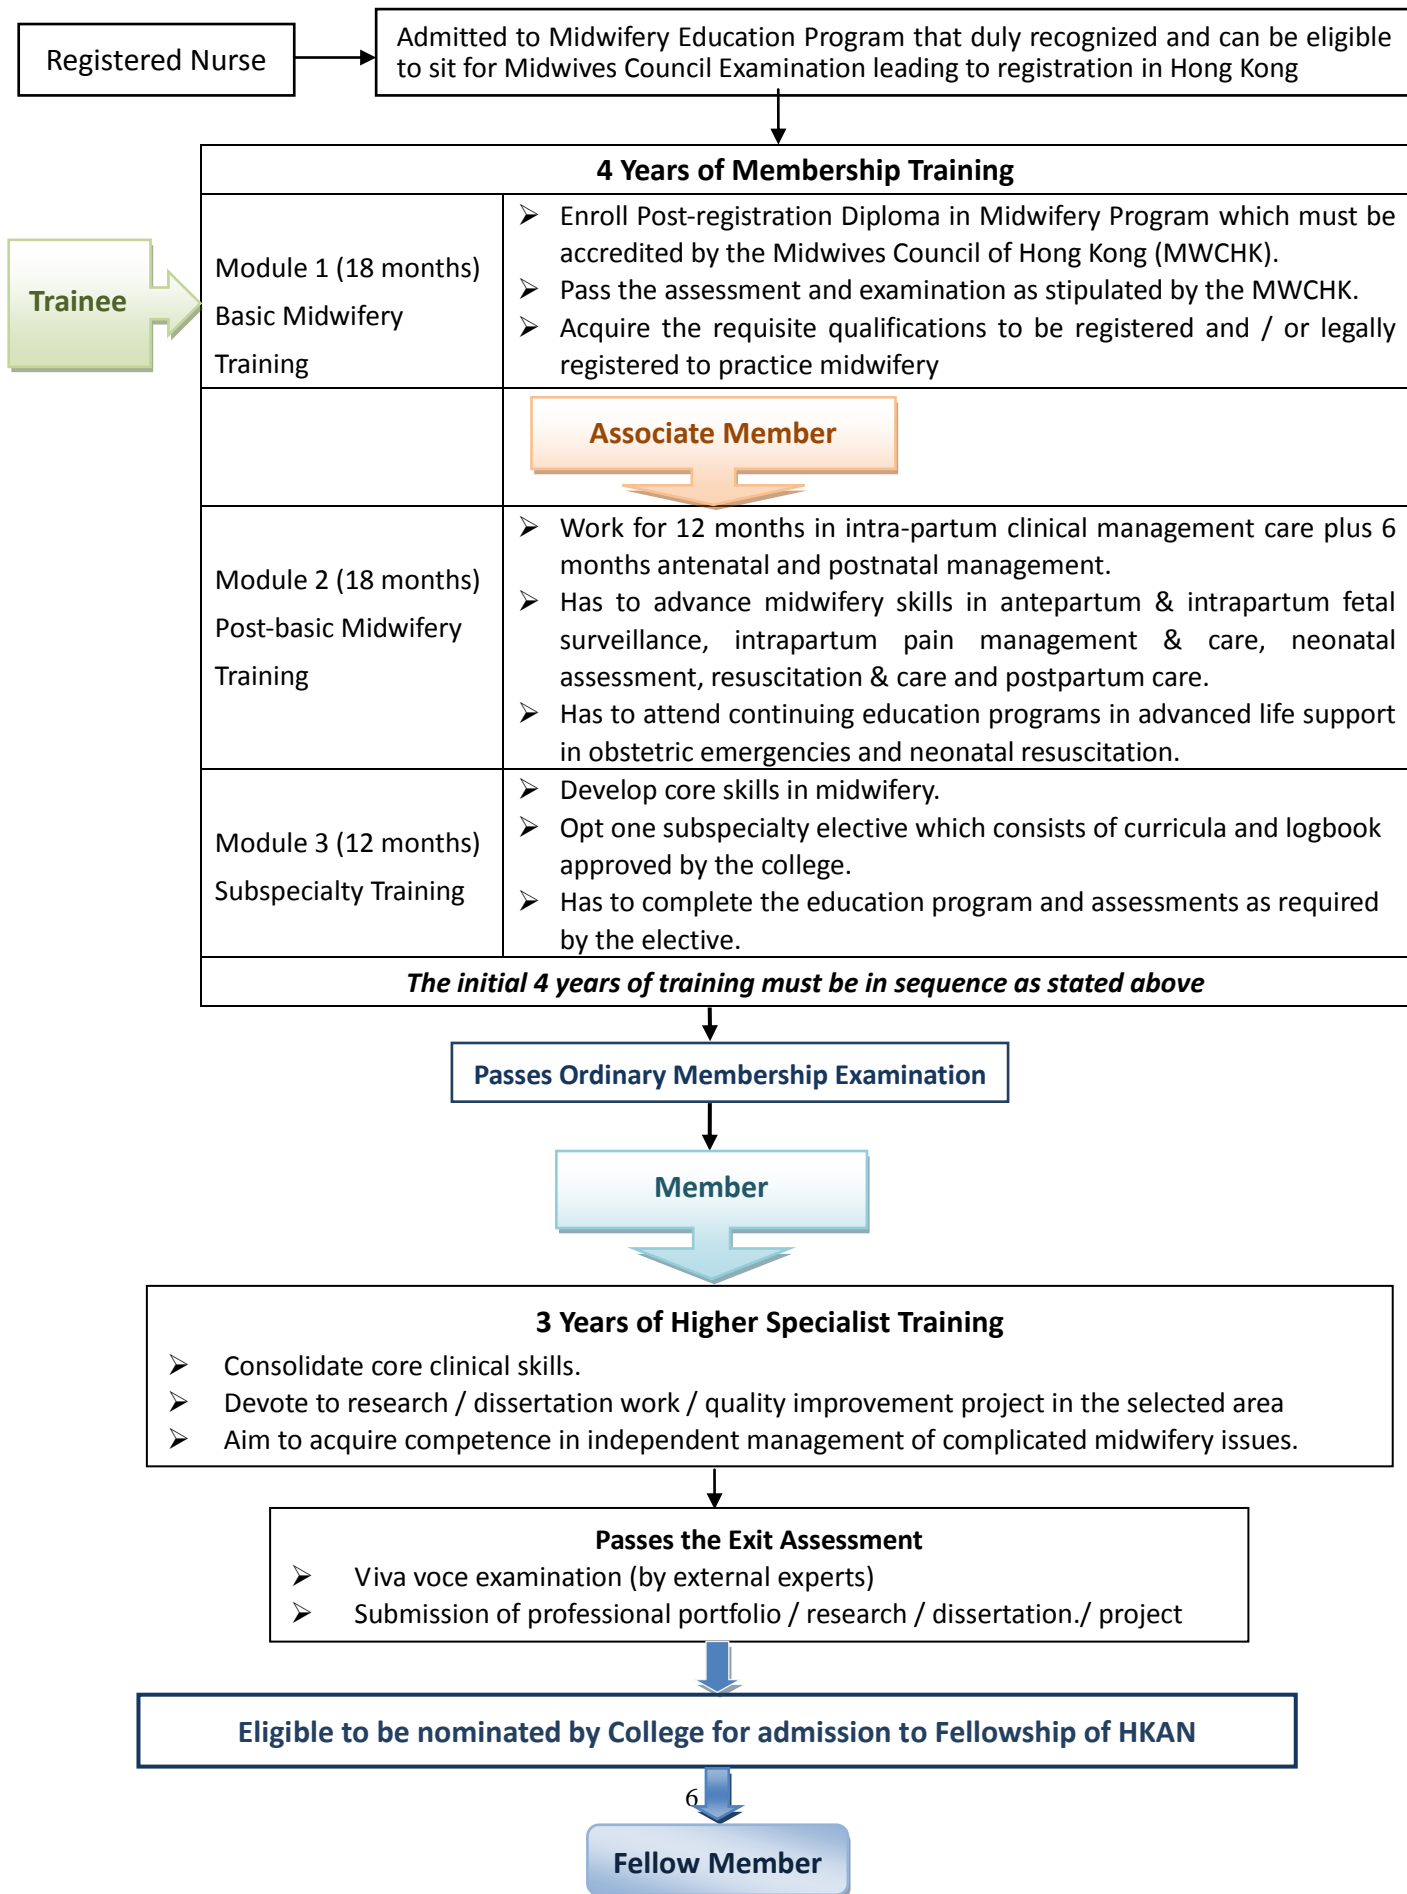 Registered Nurse
Admitted to Midwifery Education Program that duly recognized and can be eligible
to sit for Midwives Council Examination leading to registration in Hong Kong
4 Years of Membership Training
Trainee
Module 1 (18 months)
Basic Midwifery
Training
➢ Enroll Post-registration Diploma in Midwifery Program which must be
accredited by the Midwives Council of Hong Kong (MWCHK).
➢ Pass the assessment and examination as stipulated by the MWCHK.
➢ Acquire the requisite qualifications to be registered and / or legally
registered to practice midwifery
Associate Member
Module 2 (18 months)
Post-basic Midwifery
Training
➢ Work for 12 months in intra-partum clinical management care plus 6
months antenatal and postnatal management.
➢ Has to advance midwifery skills in antepartum & intrapartum fetal
surveillance, intrapartum pain management & care, neonatal
assessment, resuscitation & care and postpartum care.
➢ Has to attend continuing education programs in advanced life support
in obstetric emergencies and neonatal resuscitation.
Module 3 (12 months)
Subspecialty Training
➢ Develop core skills in midwifery.
➢ Opt one subspecialty elective which consists of curricula and logbook
approved by the college.
➢ Has to complete the education program and assessments as required
by the elective.
The initial 4 years of training must be in sequence as stated above
Passes Ordinary Membership Examination
Member
3 Years of Higher Specialist Training
➢ Consolidate core clinical skills.
➢ Devote to research / dissertation work / quality improvement project in the selected area
➢ Aim to acquire competence in independent management of complicated midwifery issues.
Passes the Exit Assessment
➢ Viva voce examination (by external experts)
➢ Submission of professional portfolio / research / dissertation./ project
Eligible to be nominated by College for admission to Fellowship of HKAN
6
Fellow Member